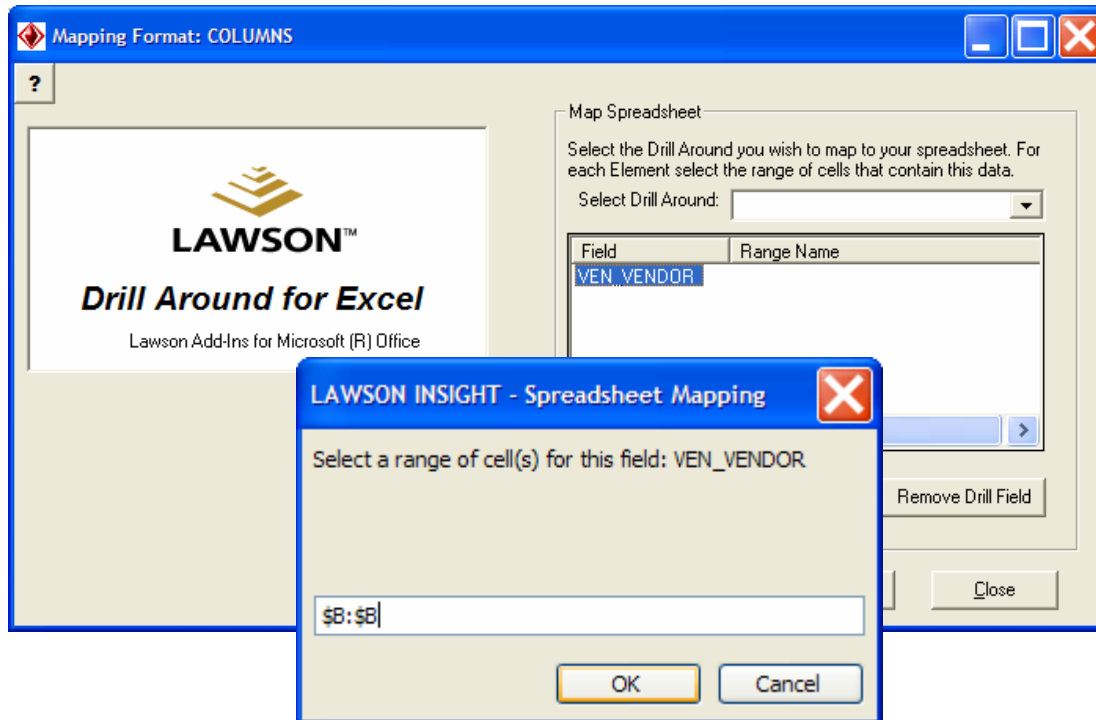 Mapping Format: COLUMNS
?
LAWSON™
Drill Around for Excel
Lawson Add-Ins for Microsoft (R) Office
Map Spreadsheet
Select the Drill Around you wish to map to your spreadsheet. For
each Element select the range of cells that contain this data.
Select Drill Around:
Field Range Name
VEN_VENDOR
Remove Drill Field
Close
LAWSON INSIGHT - Spreadsheet Mapping
Select a range of cell(s) for this field: VEN_VENDOR
$B:$B
OK Cancel